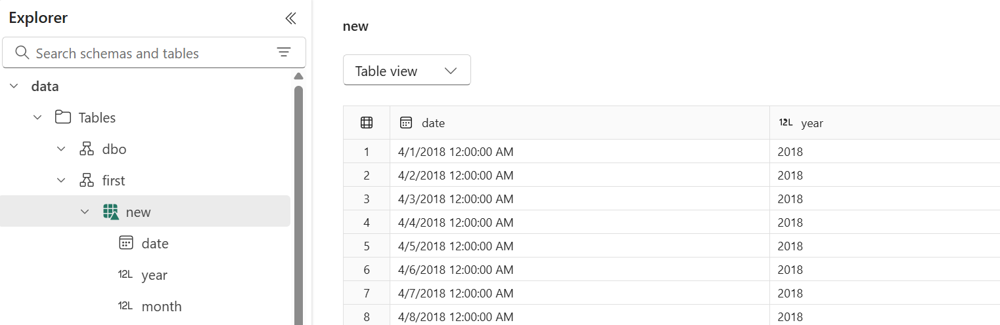 Explorer
Search schemas and tables
data
Tables
dbo
first
new
date
12L year
12L month
new
Table view
date 12L year
1 4/1/2018 12:00:00 AM 2018
2 4/2/2018 12:00:00 AM 2018
3 4/3/2018 12:00:00 AM 2018
4 4/4/2018 12:00:00 AM 2018
5 4/5/2018 12:00:00 AM 2018
6 4/6/2018 12:00:00 AM 2018
7 4/7/2018 12:00:00 AM 2018
8 4/8/2018 12:00:00 AM 2018